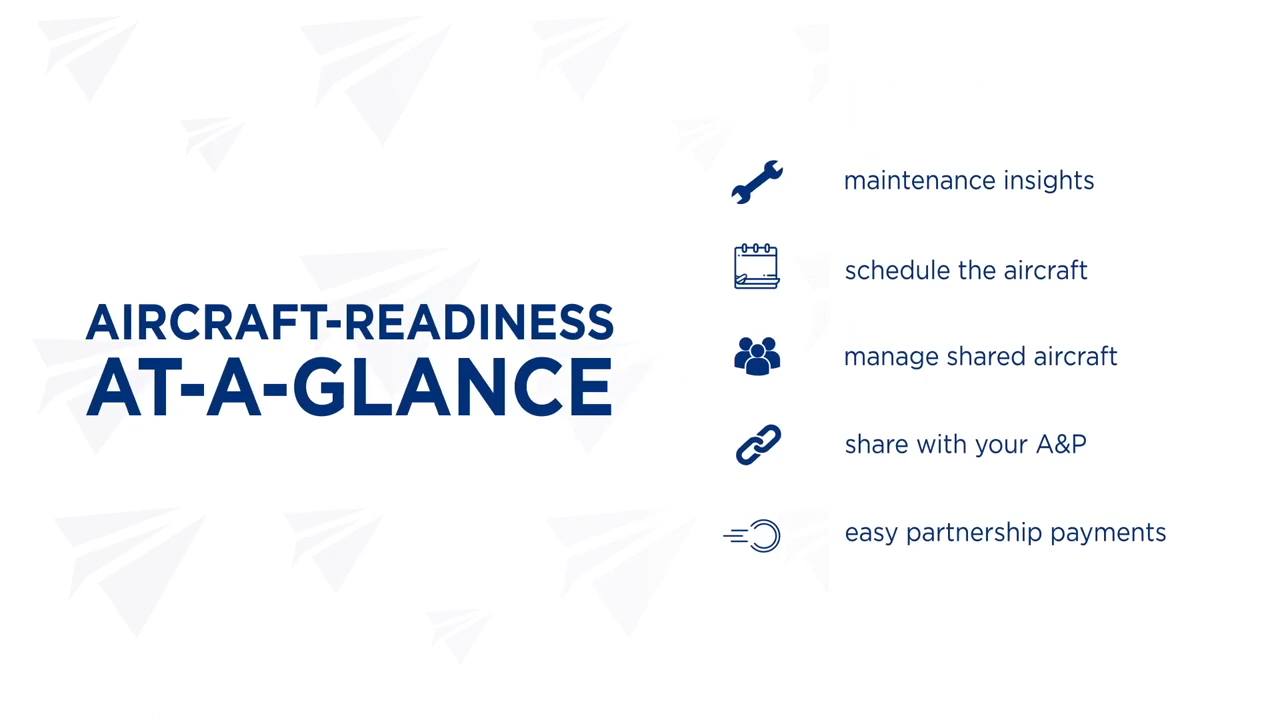 AIRCRAFT-READINESS
AT-A-GLANCE
maintenance insights
schedule the aircraft
manage shared aircraft
share with your A&P
easy partnership payments